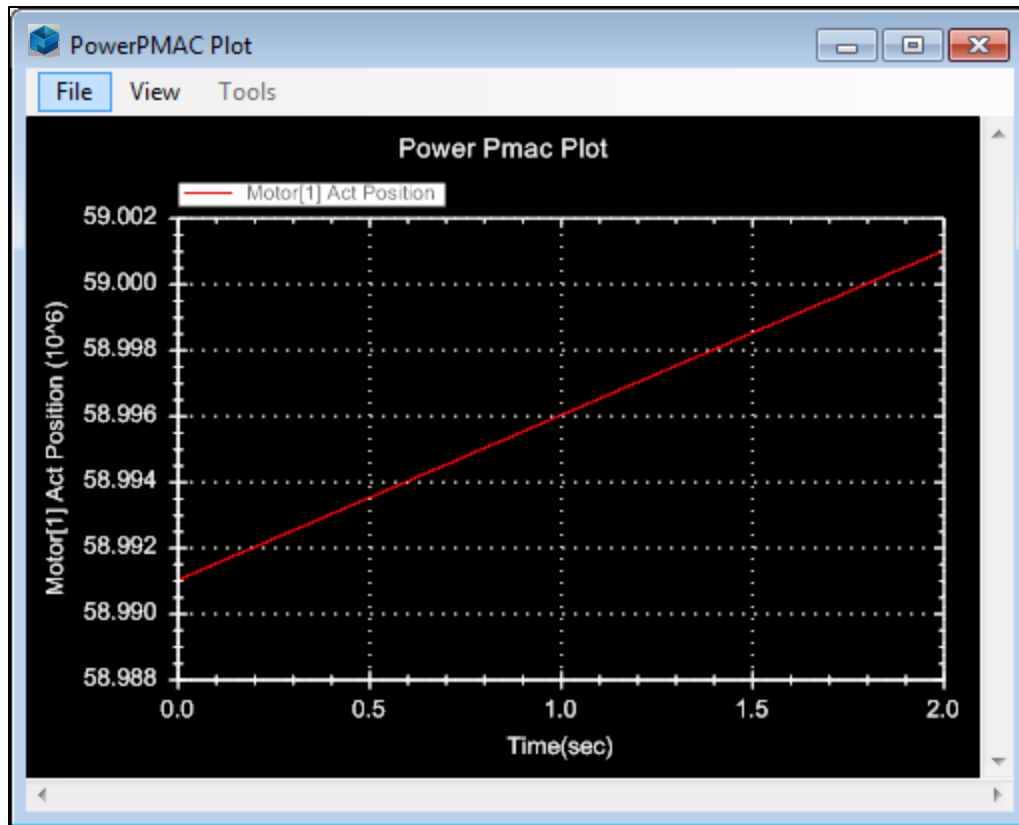 PowerPMAC Plot
File View Tools
Power Pmac Plot
Motor[1] Act Position
Motor[1] Act Position (10^6)
59.002
59.000
58.998
58.996
58.994
58.992
58.990
58.988
0.0 0.5 1.0 1.5 2.0
Time(sec)